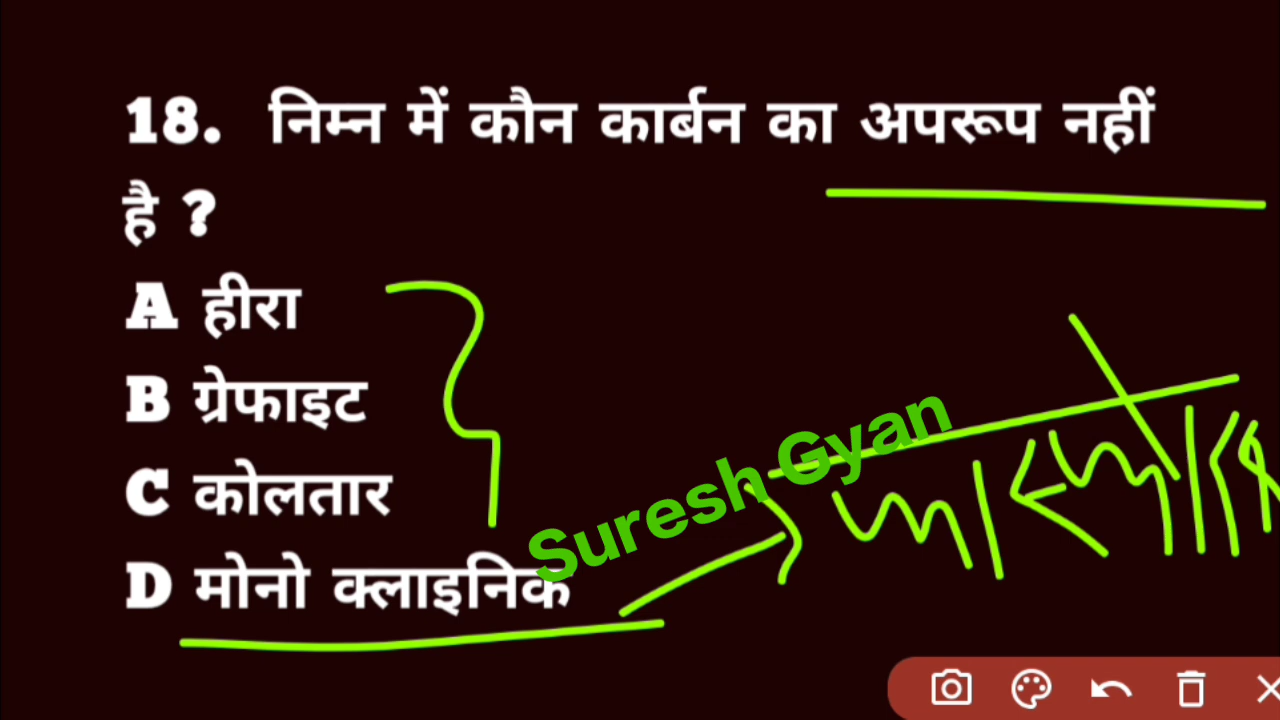 18. निम्न में कौन कार्बन का अपरूप नहीं
है ?
A हीरा
B ग्रेफाइट
C कोलतार
D मोनो क्लाइनिक
Suresh Gyan